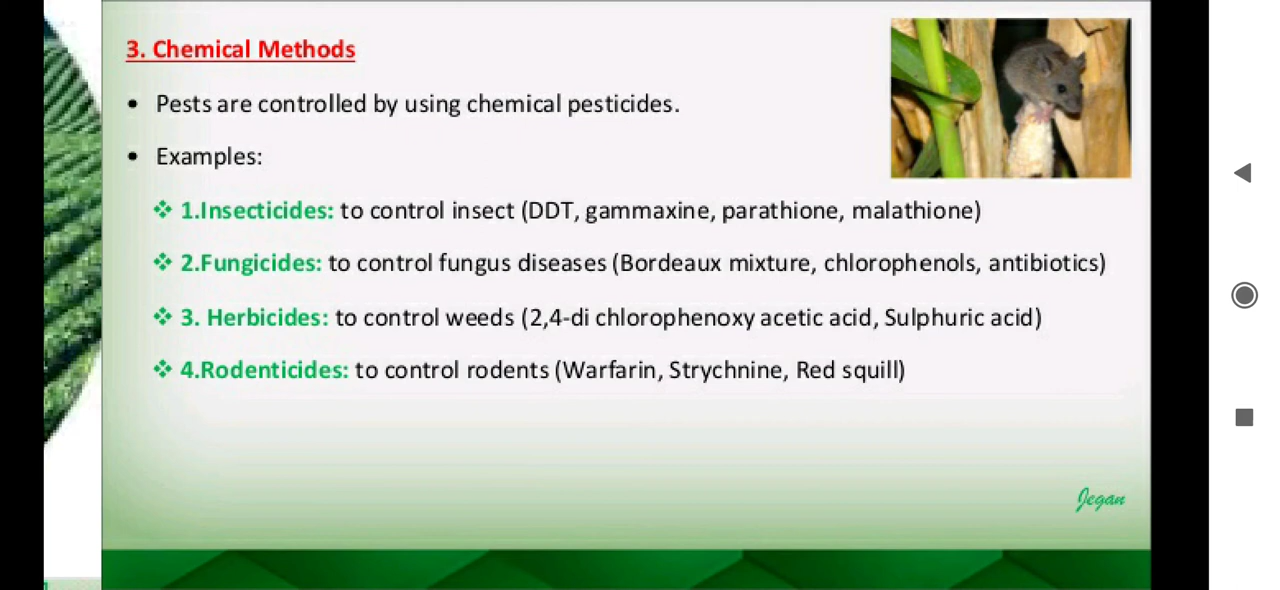 3. Chemical Methods
• Pests are controlled by using chemical pesticides.
• Examples:
❖ 1.Insecticides: to control insect (DDT, gammaxine, parathione, malathione)
❖ 2.Fungicides: to control fungus diseases (Bordeaux mixture, chlorophenols, antibiotics)
❖ 3. Herbicides: to control weeds (2,4-di chlorophenoxy acetic acid, Sulphuric acid)
❖ 4.Rodenticides: to control rodents (Warfarin, Strychnine, Red squill)
Jegan